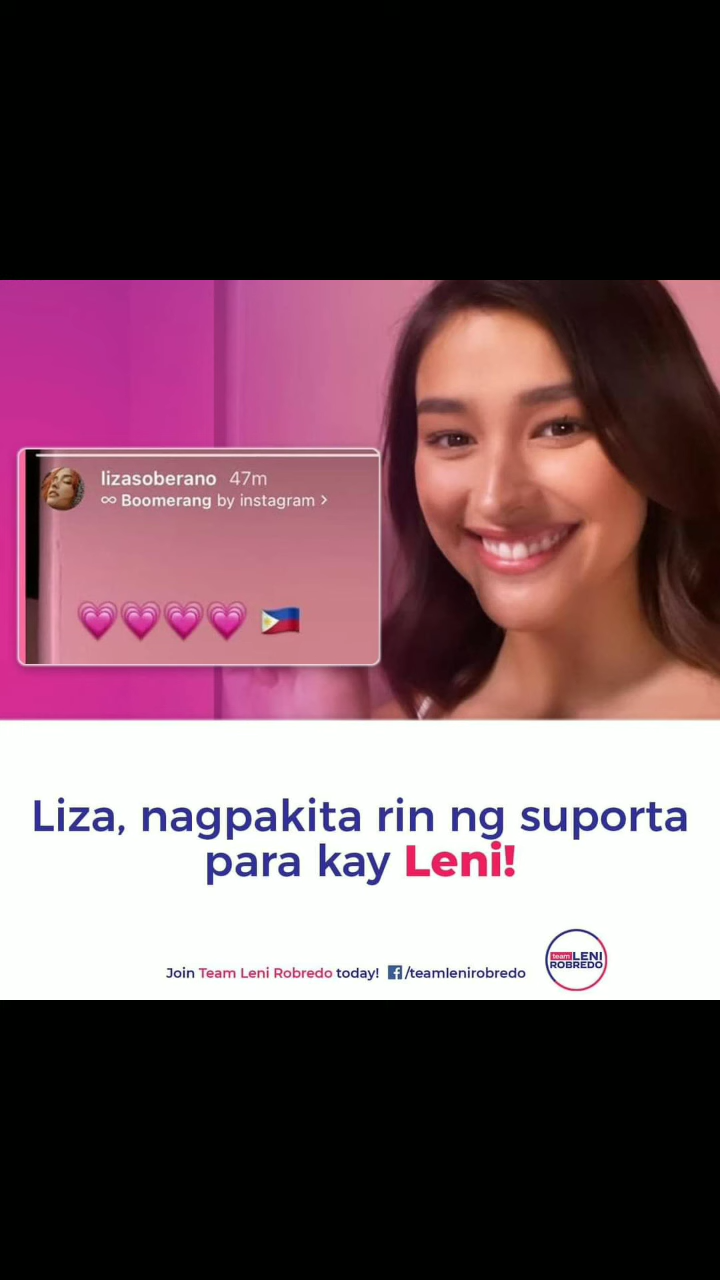 lizasoberano 47m
∞ Boomerang by instagram >
💗💗💗💗 🇵🇭
Liza, nagpakita rin ng suporta
para kay Leni!
Join Team Leni Robredo today! f/teamlenirobredo
team LENI
ROBREDO